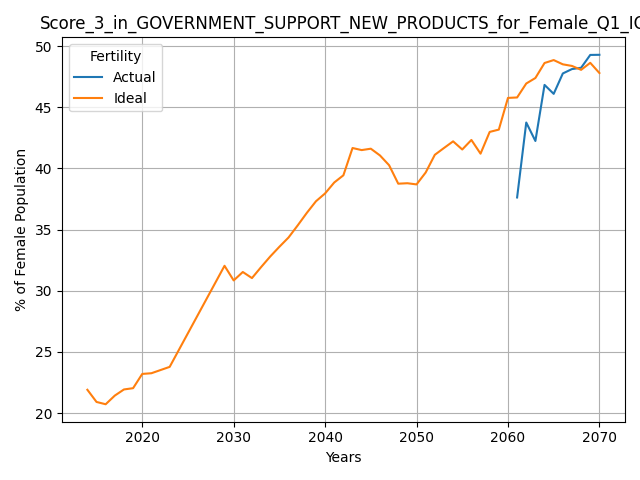 Score_3_in_GOVERNMENT_SUPPORT_NEW_PRODUCTS_for_Female_Q1_IC
Fertility
Actual
Ideal
% of Female Population
50
45
40
35
30
25
20
2020 2030 2040 2050 2060 2070
Years